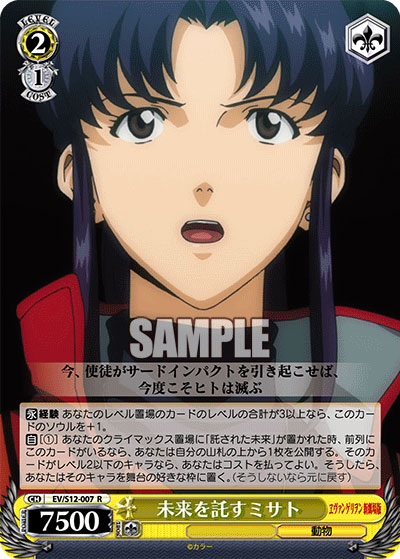 LEVEL
2
1
COST
SAMPLE
今、使徒がサードインパクトを引き起こせば、
今度こそヒトは滅ぶ
永 経験 あなたのレベル置場のカードのレベルの合計が3以上なら、このカー
ドのソウルを+1。
自【(1)】 あなたのクライマックス置場に「託された未来」が置かれた時、前列に
このカードがいるなら、あなたは自分の山札の上から1枚を公開する。その
カードがレベル2以下のキャラなら、あなたはコストを払ってよい。そうしたら、
あなたはそのキャラを舞台の好きな枠に置く。(そうしないなら元に戻す)
CH EV/S12-007 R
POWER
7500
未来を託すミサト
ヱヴァンゲリヲン 新劇場版
動物
©カラー